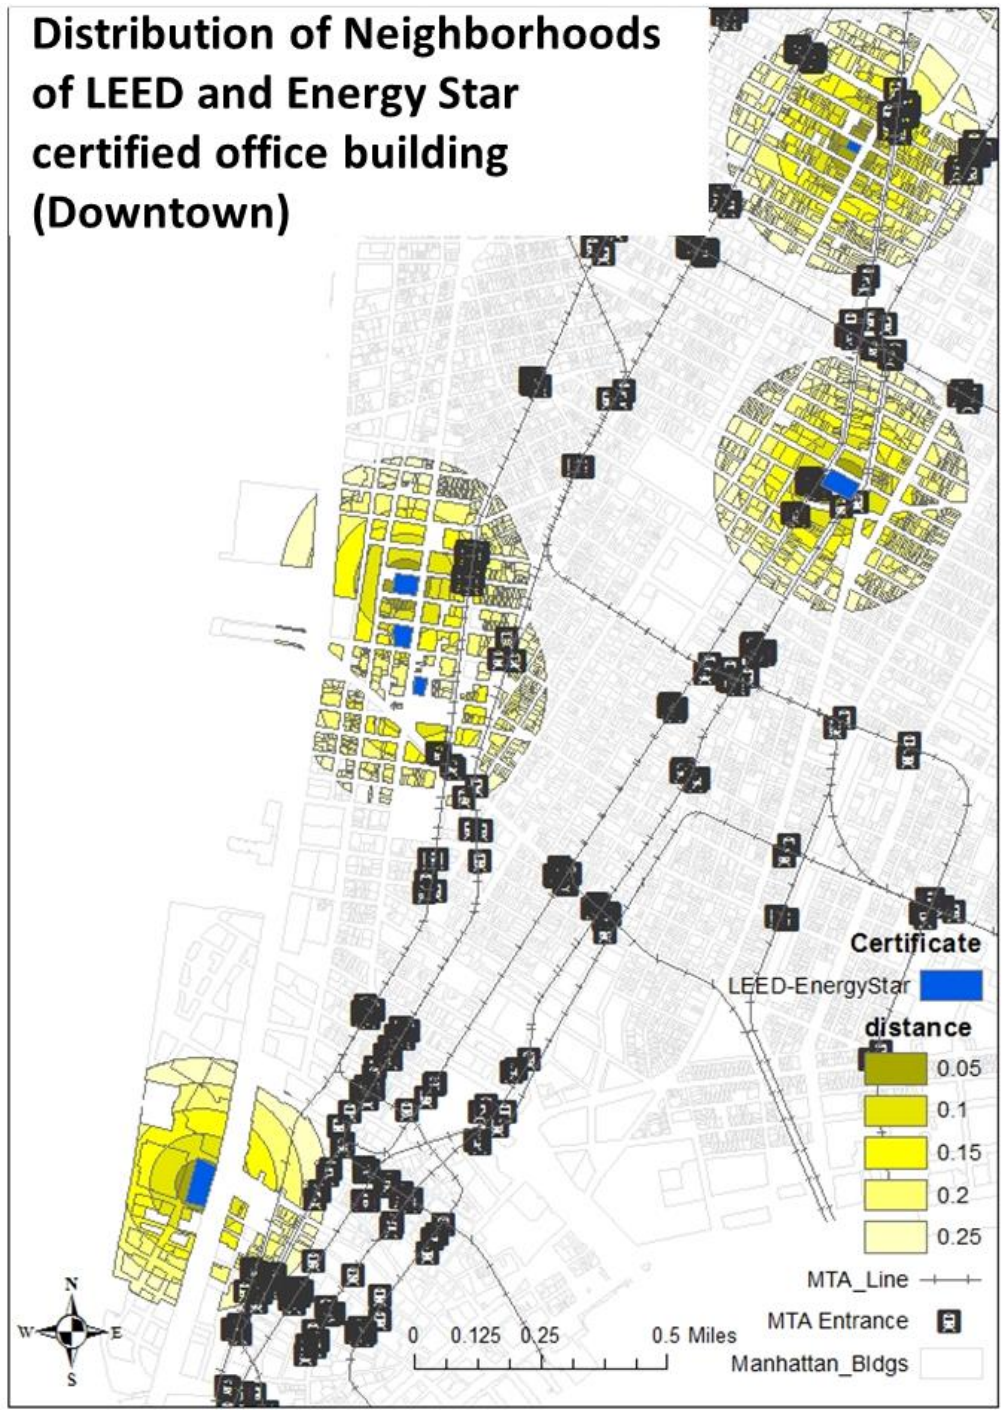 Distribution of Neighborhoods
of LEED and Energy Star
certified office building
(Downtown)
Certificate
LEED-EnergyStar
distance
0.05
0.1
0.15
0.2
0.25
MTA_Line
MTA Entrance
Manhattan_Bldgs
N
W E
S
0 0.125 0.25 0.5 Miles